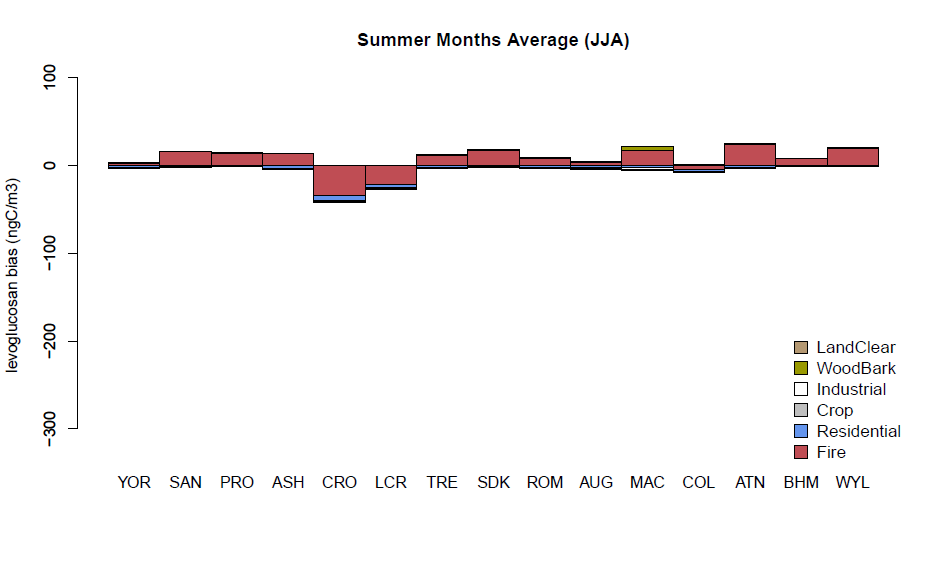 Summer Months Average (JJA)
levoglucosan bias (ngC/m3)
100
0
−100
−200
−300
LandClear
WoodBark
Industrial
Crop
Residential
Fire
YOR SAN PRO ASH CRO LCR TRE SDK ROM AUG MAC COL ATN BHM WYL